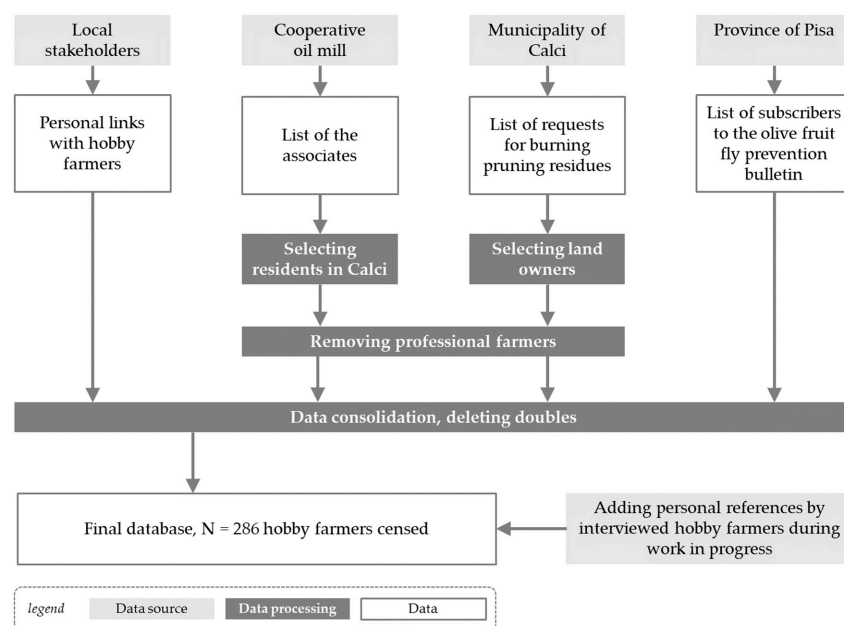 Local
stakeholders
Cooperative
oil mill
Municipality of
Calci
Province of Pisa
Personal links
with hobby
farmers
List of the
associates
List of requests
for burning
pruning residues
List of subscribers
to the olive fruit
fly prevention
bulletin
Selecting
residents in Calci
Selecting land
owners
Removing professional farmers
Data consolidation, deleting doubles
Final database, N = 286 hobby farmers censed
Adding personal references by
interviewed hobby farmers during
work in progress
legend
Data source
Data processing
Data